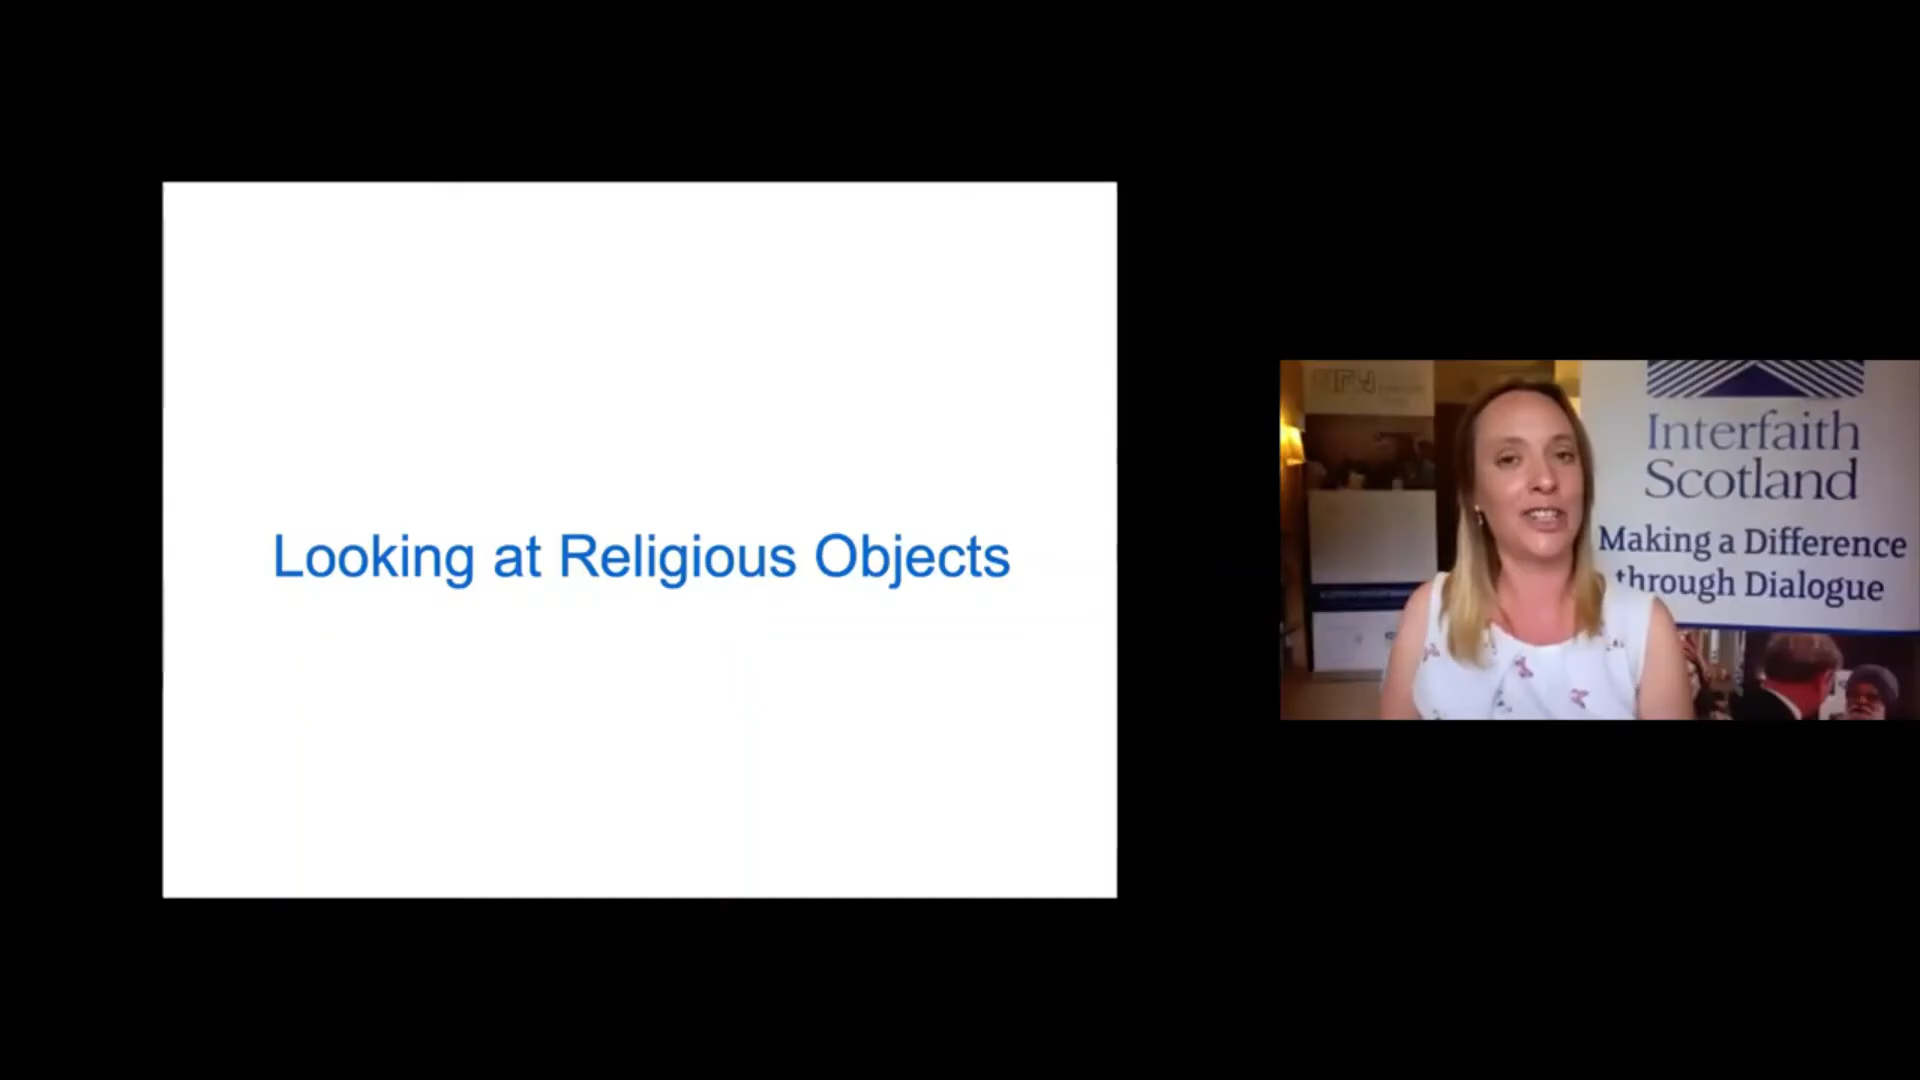 Looking at Religious Objects
Interfaith
Scotland
Making a Difference
through Dialogue